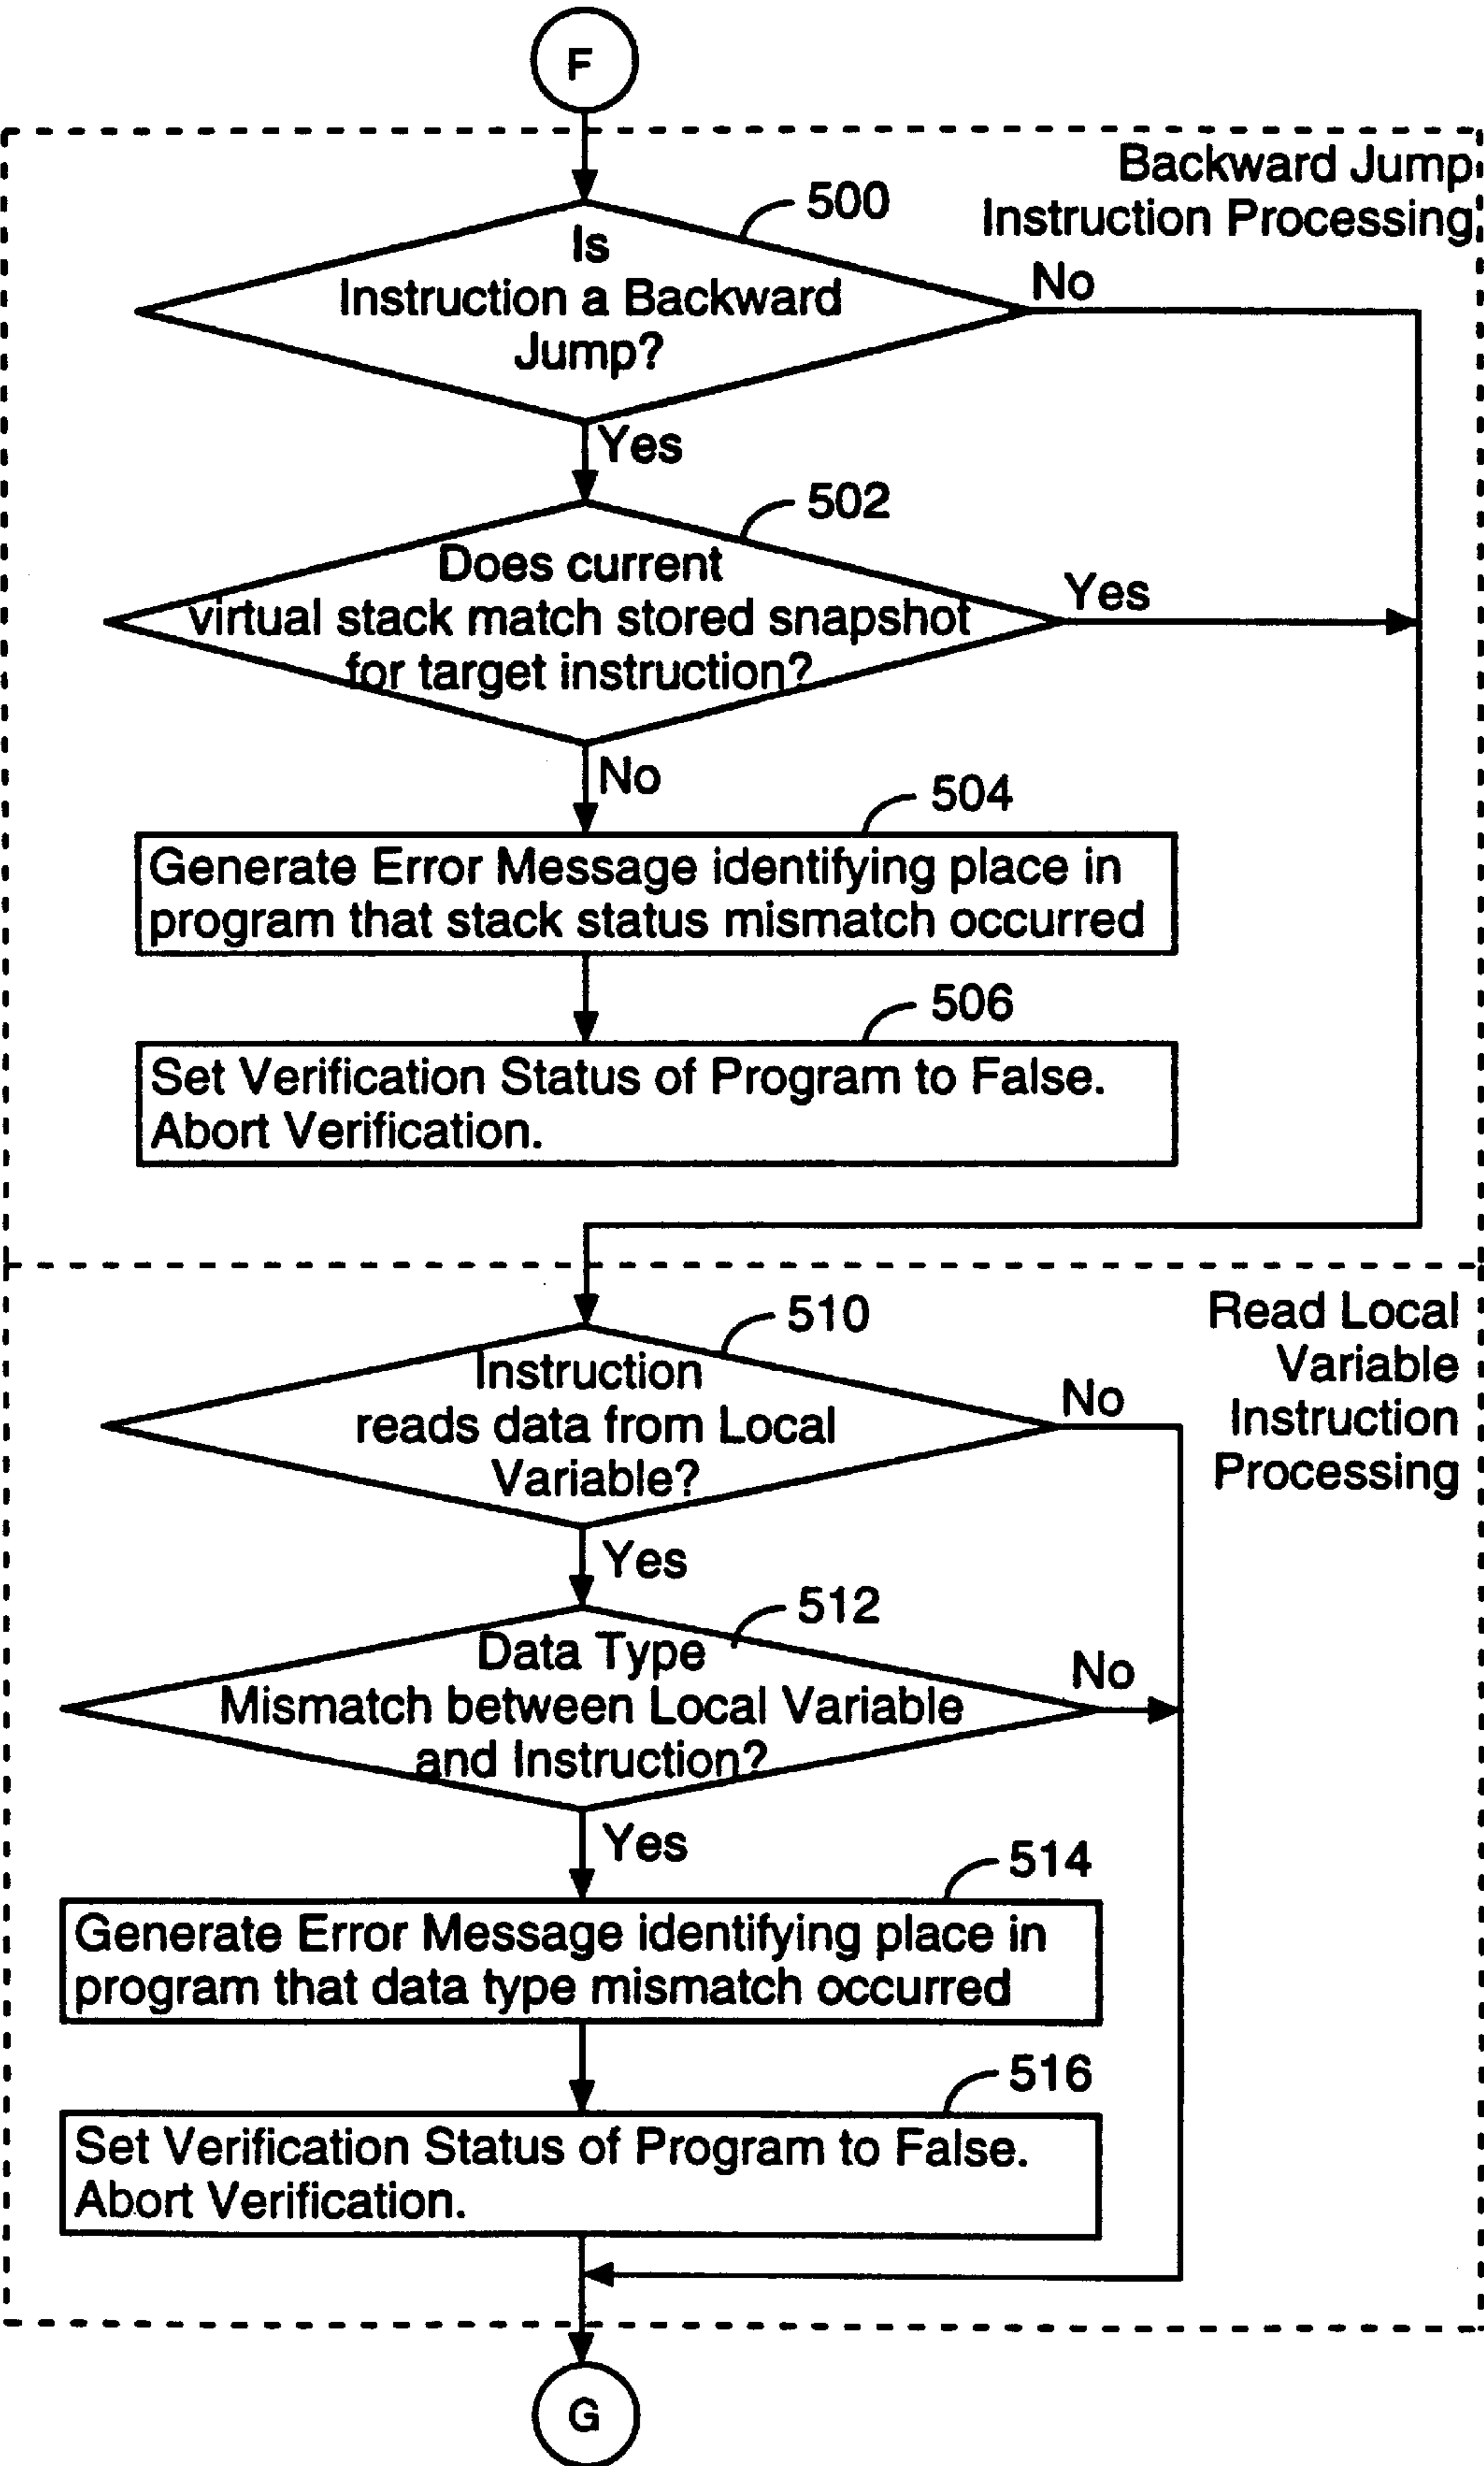 F
Backward Jump
Instruction Processing
500
Is
Instruction a Backward
Jump?
No
Yes
502
Does current
virtual stack match stored snapshot
for target instruction?
Yes
No
504
Generate Error Message identifying place in
program that stack status mismatch occurred
506
Set Verification Status of Program to False.
Abort Verification.
Read Local
Variable
Instruction
Processing
510
Instruction
reads data from Local
Variable?
No
Yes
512
Data Type
Mismatch between Local Variable
and Instruction?
No
Yes
514
Generate Error Message identifying place in
program that data type mismatch occurred
516
Set Verification Status of Program to False.
Abort Verification.
G